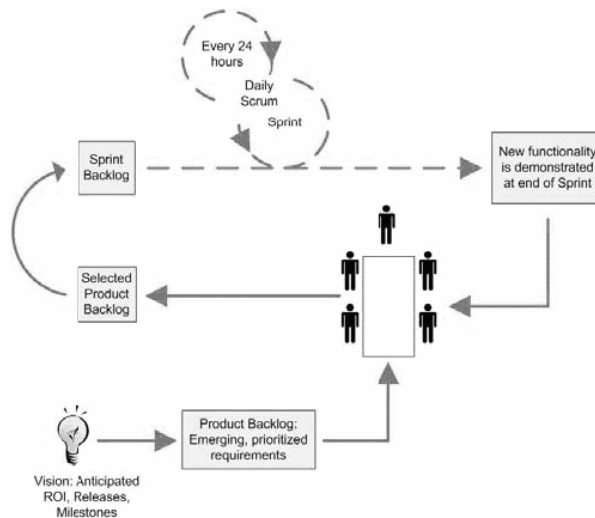 Every 24
hours
Daily
Scrum
Sprint
Sprint
Backlog
New functionality
is demonstrated
at end of Sprint
Selected
Product
Backlog
Product Backlog:
Emerging, prioritized
requirements
Vision: Anticipated
ROI, Releases,
Milestones